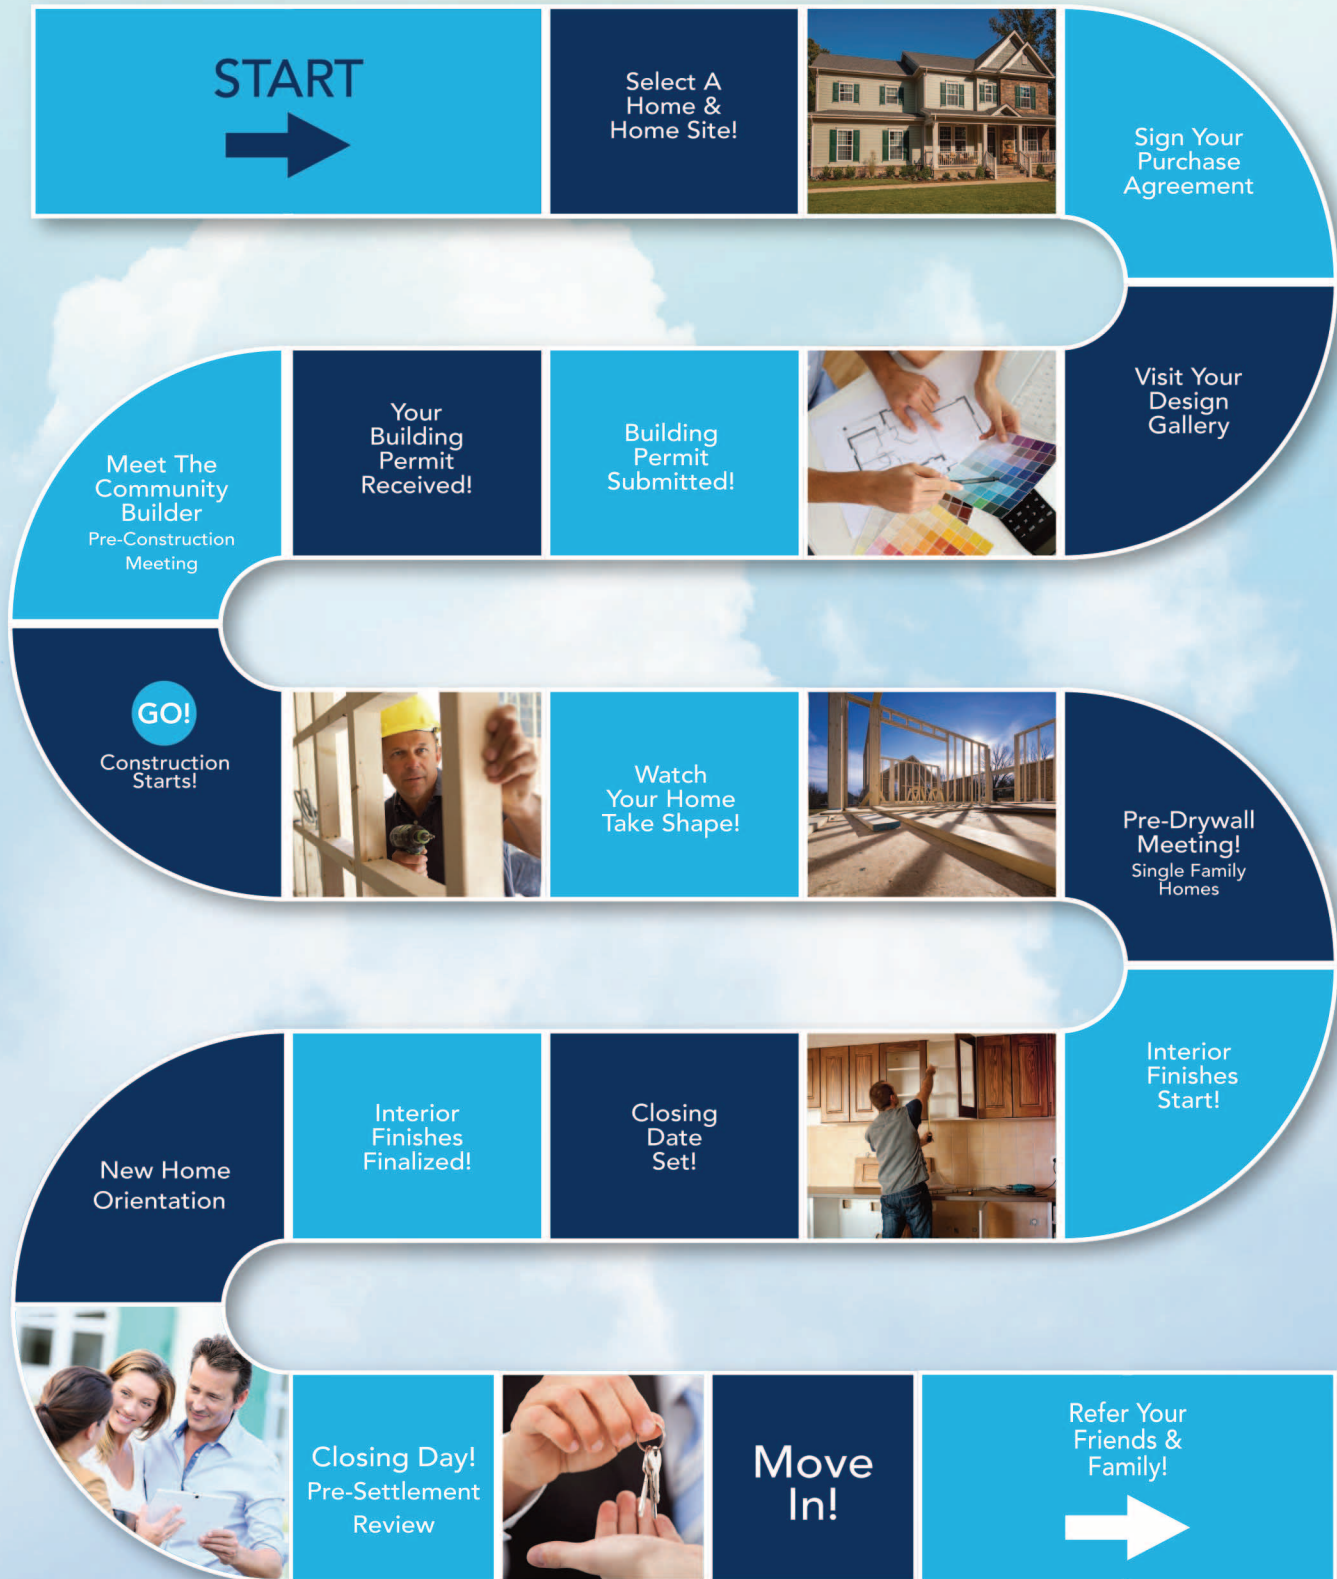 START
Select A
Home &
Home Site!
Sign Your
Purchase
Agreement
Visit Your
Design
Gallery
Building
Permit
Submitted!
Your
Building
Permit
Received!
Meet The
Community
Builder
Pre-Construction
Meeting
GO!
Construction
Starts!
Watch
Your Home
Take Shape!
Pre-Drywall
Meeting!
Single Family
Homes
Interior
Finishes
Start!
Closing
Date
Set!
Interior
Finishes
Finalized!
New Home
Orientation
Closing Day!
Pre-Settlement
Review
Move
In!
Refer Your
Friends &
Family!